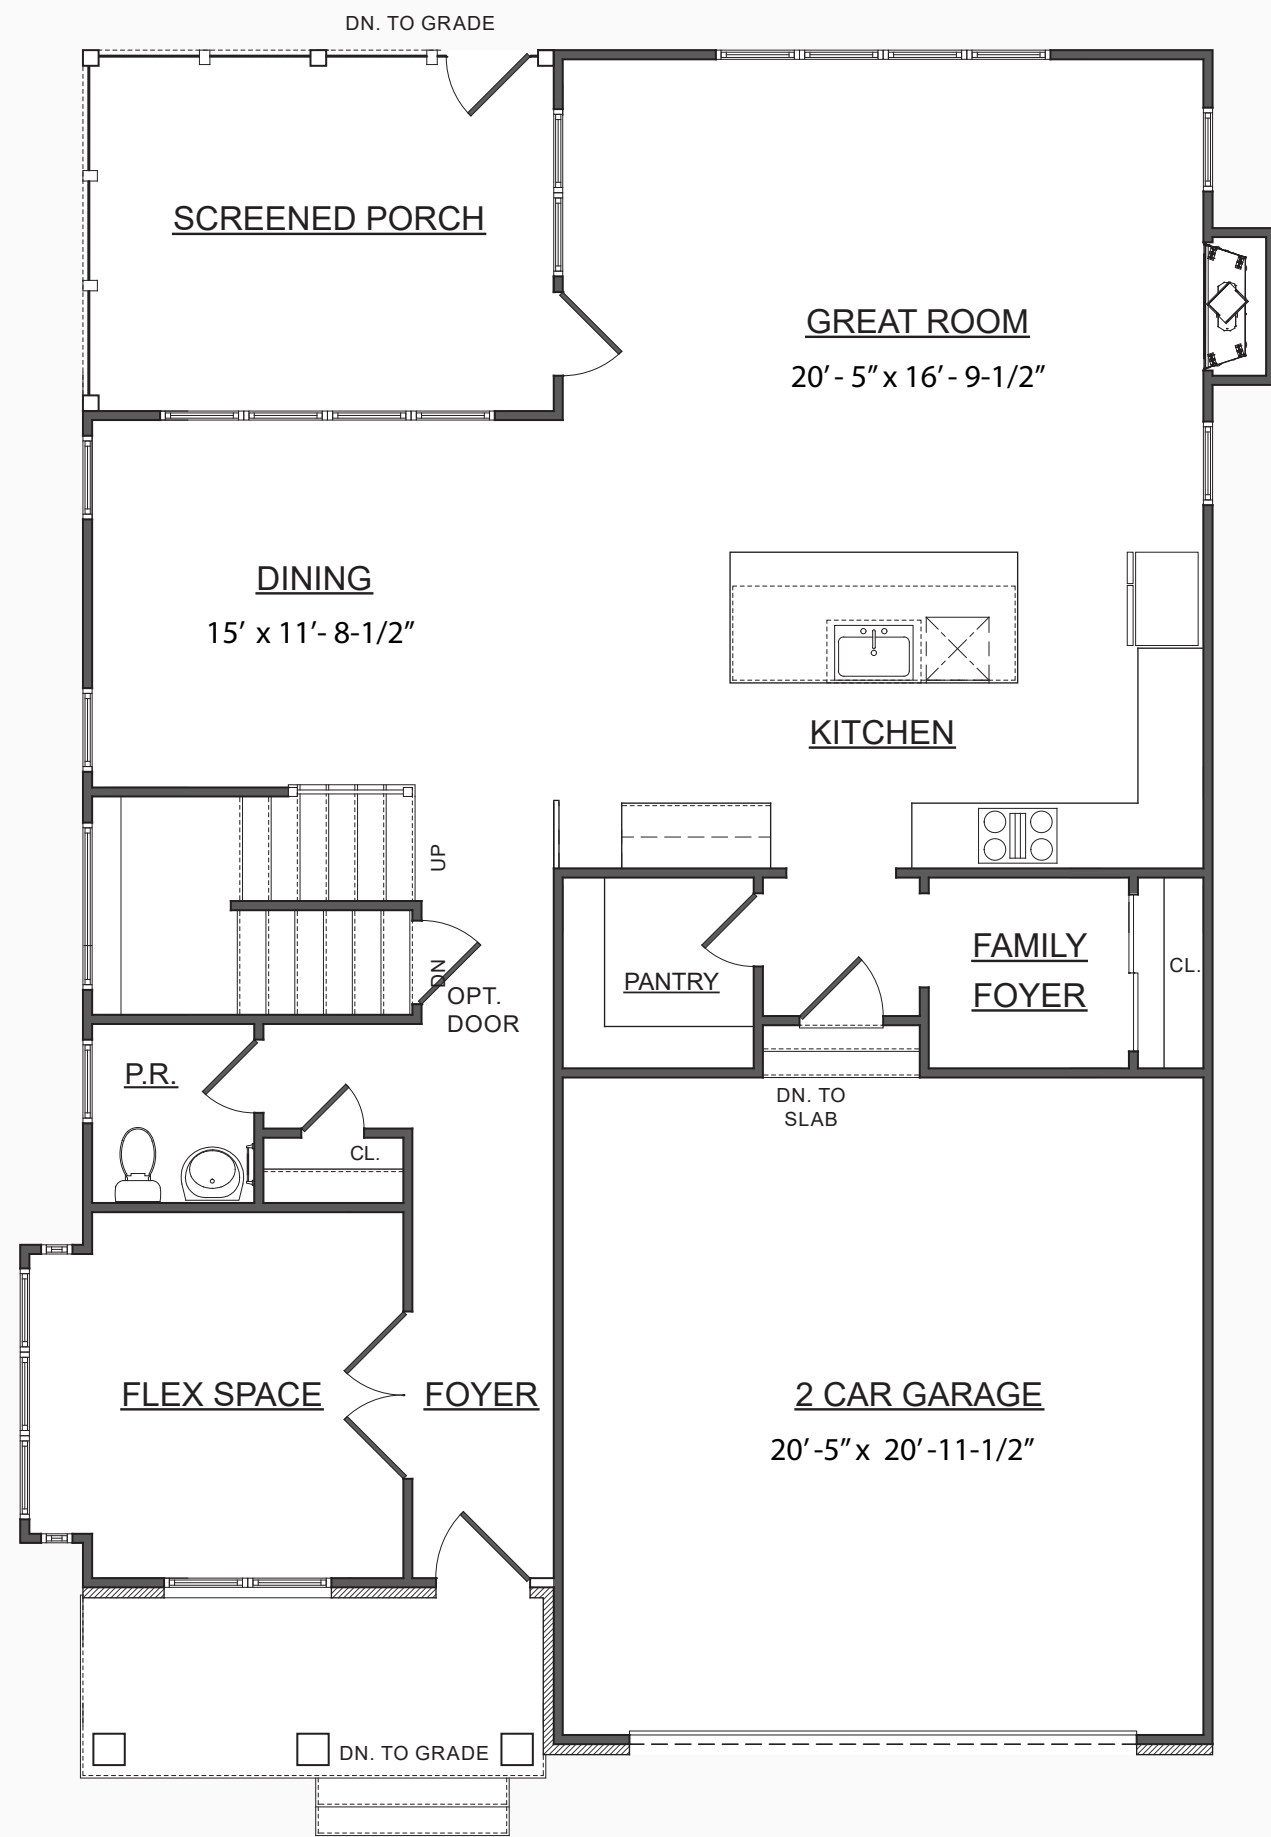 DN. TO GRADE
SCREENED PORCH
GREAT ROOM
20' - 5” x 16' - 9-1/2”
DINING
15' x 11'- 8-1/2”
KITCHEN
UP
DN
OPT.
DOOR
PANTRY
FAMILY
FOYER
CL.
P.R.
CL.
DN. TO
SLAB
FLEX SPACE
FOYER
2 CAR GARAGE
20' -5” x 20' -11-1/2”
DN. TO GRADE